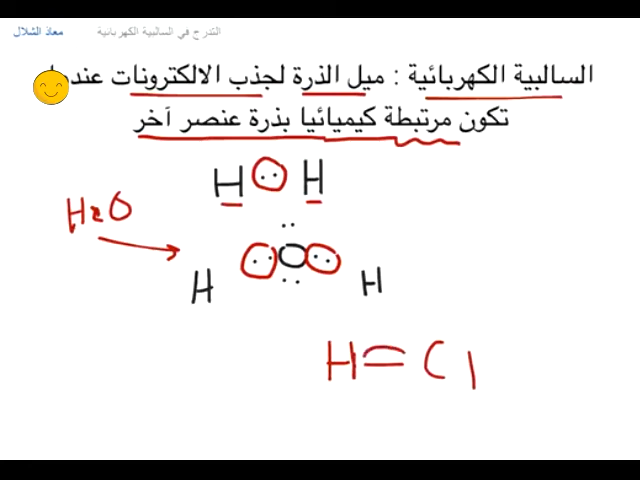 التدرج في السالبية الكهربائية معاذ الشلال
السالبية الكهربائية : ميل الذرة لجذب الالكترونات
تكون مرتبطة كيميائيا بذرة عنصر آخر
H : H
H2O
H : O : H
H = Cl